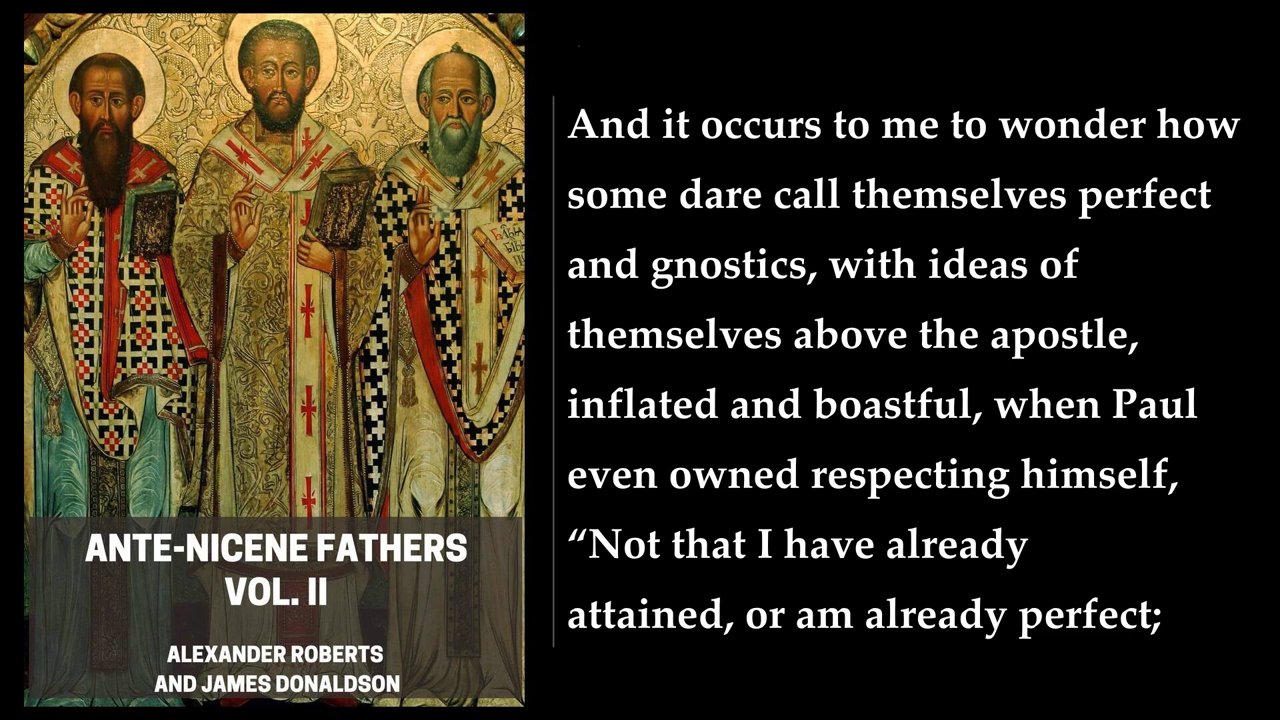 ANTE-NICENE FATHERS
VOL. II
ALEXANDER ROBERTS
AND JAMES DONALDSON
And it occurs to me to wonder how
some dare call themselves perfect
and gnostics, with ideas of
themselves above the apostle,
inflated and boastful, when Paul
even owned respecting himself,
“Not that I have already
attained, or am already perfect;